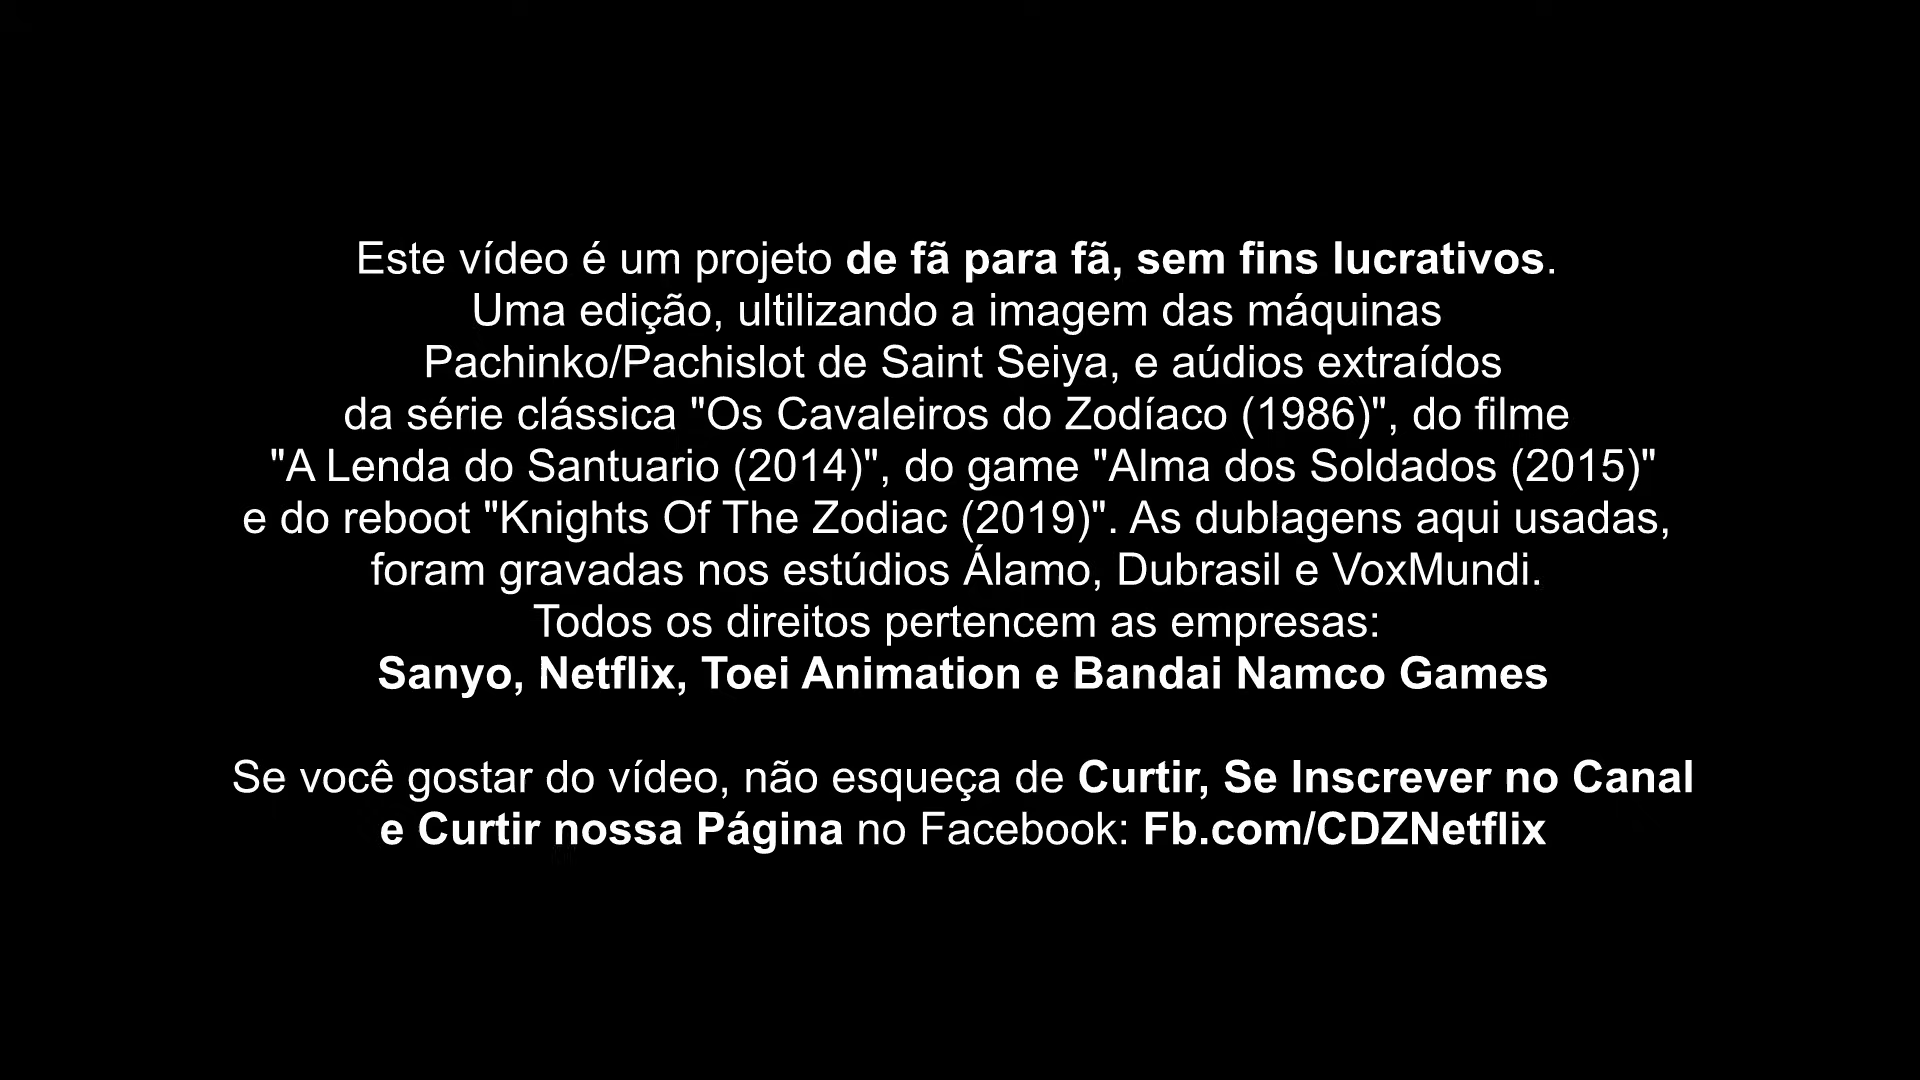 Este vídeo é um projeto de fã para fã, sem fins lucrativos.
Uma edição, ultilizando a imagem das máquinas
Pachinko/Pachislot de Saint Seiya, e aúdios extraídos
da série clássica "Os Cavaleiros do Zodíaco (1986)", do filme
"A Lenda do Santuario (2014)", do game "Alma dos Soldados (2015)"
e do reboot "Knights Of The Zodiac (2019)". As dublagens aqui usadas,
foram gravadas nos estúdios Álamo, Dubrasil e VoxMundi.
Todos os direitos pertencem as empresas:
Sanyo, Netflix, Toei Animation e Bandai Namco Games
Se você gostar do vídeo, não esqueça de Curtir, Se Inscrever no Canal
e Curtir nossa Página no Facebook: Fb.com/CDZNetflix